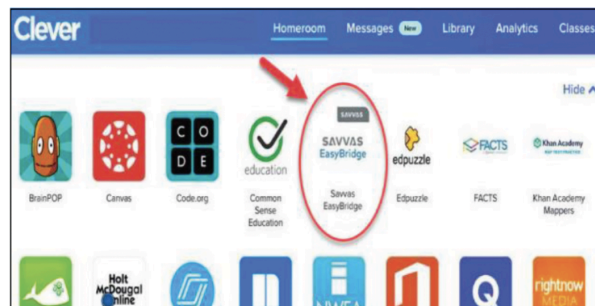 Clever
Homeroom Messages New Library Analytics Classes
Hide
SAVVAS
CODE
education
SAVVAS
EasyBridge
edpuzzle
FACTS
Khan Academy
BrainPOP
Canvas
Code.org
Common
Sense
Education
Savvas
EasyBridge
Edpuzzle
FACTS
Khan Academy
Mappers
Holt
McDougal
Online
NWEA
rightnow
MEDIA